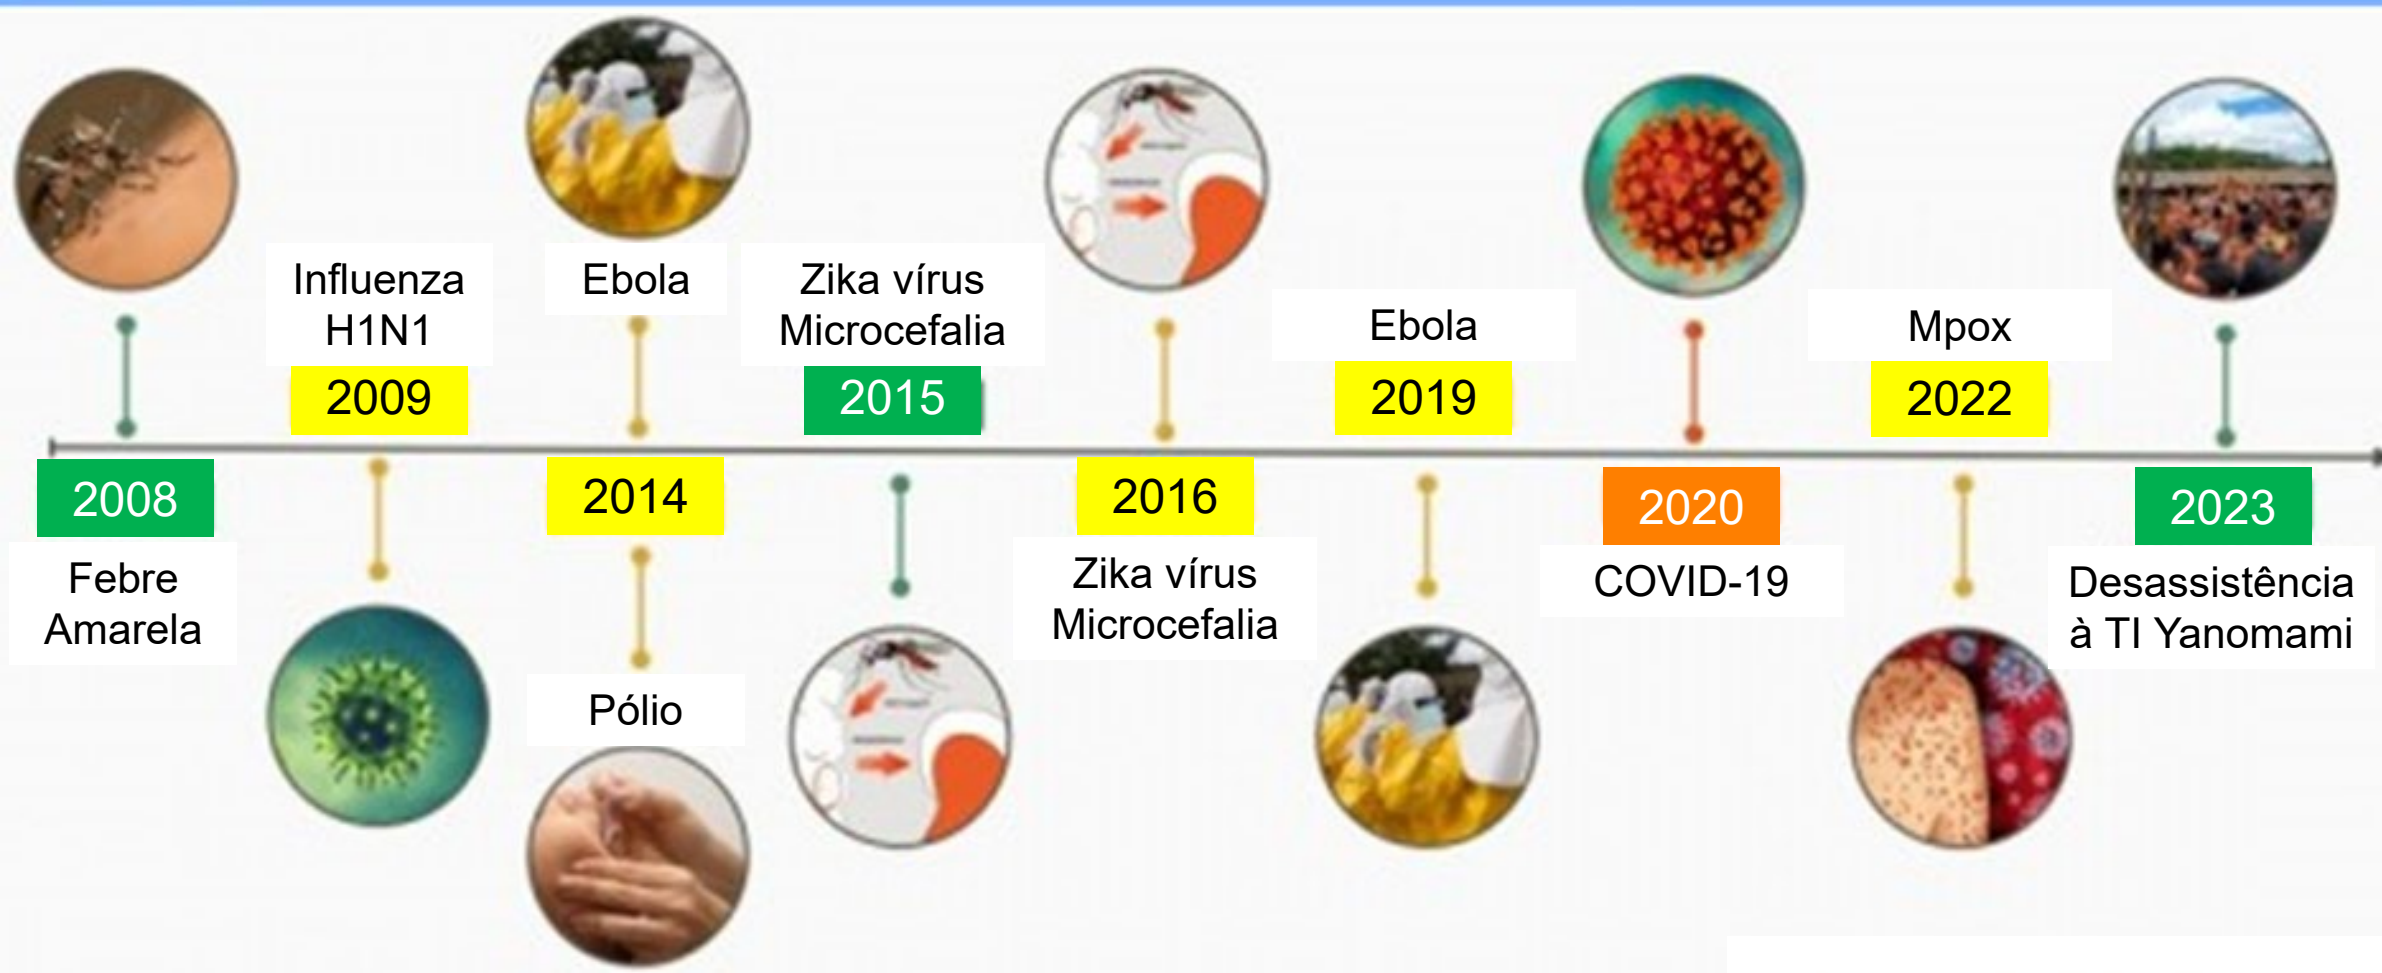 2008
Febre
Amarela
Influenza
H1N1
2009
Ebola
2014
Pólio
Zika vírus
Microcefalia
2015
2016
Zika vírus
Microcefalia
Ebola
2019
2020
COVID-19
Mpox
2022
2023
Desassistência
à TI Yanomami